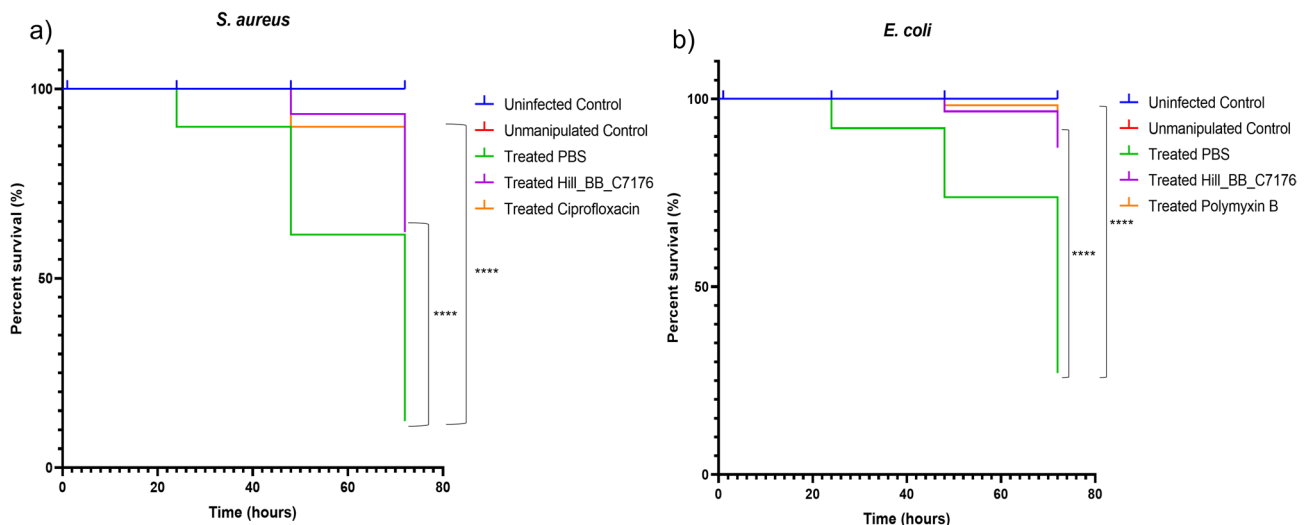 a)
S. aureus
Percent survival (%)
100
50
0
0
20
40
60
80
Time (hours)
Uninfected Control
Unmanipulated Control
Treated PBS
Treated Hill_BB_C7176
Treated Ciprofloxacin
****
****
b)
E. coli
Percent survival (%)
100
50
0
0
20
40
60
80
Time (hours)
Uninfected Control
Unmanipulated Control
Treated PBS
Treated Hill_BB_C7176
Treated Polymyxin B
****
****